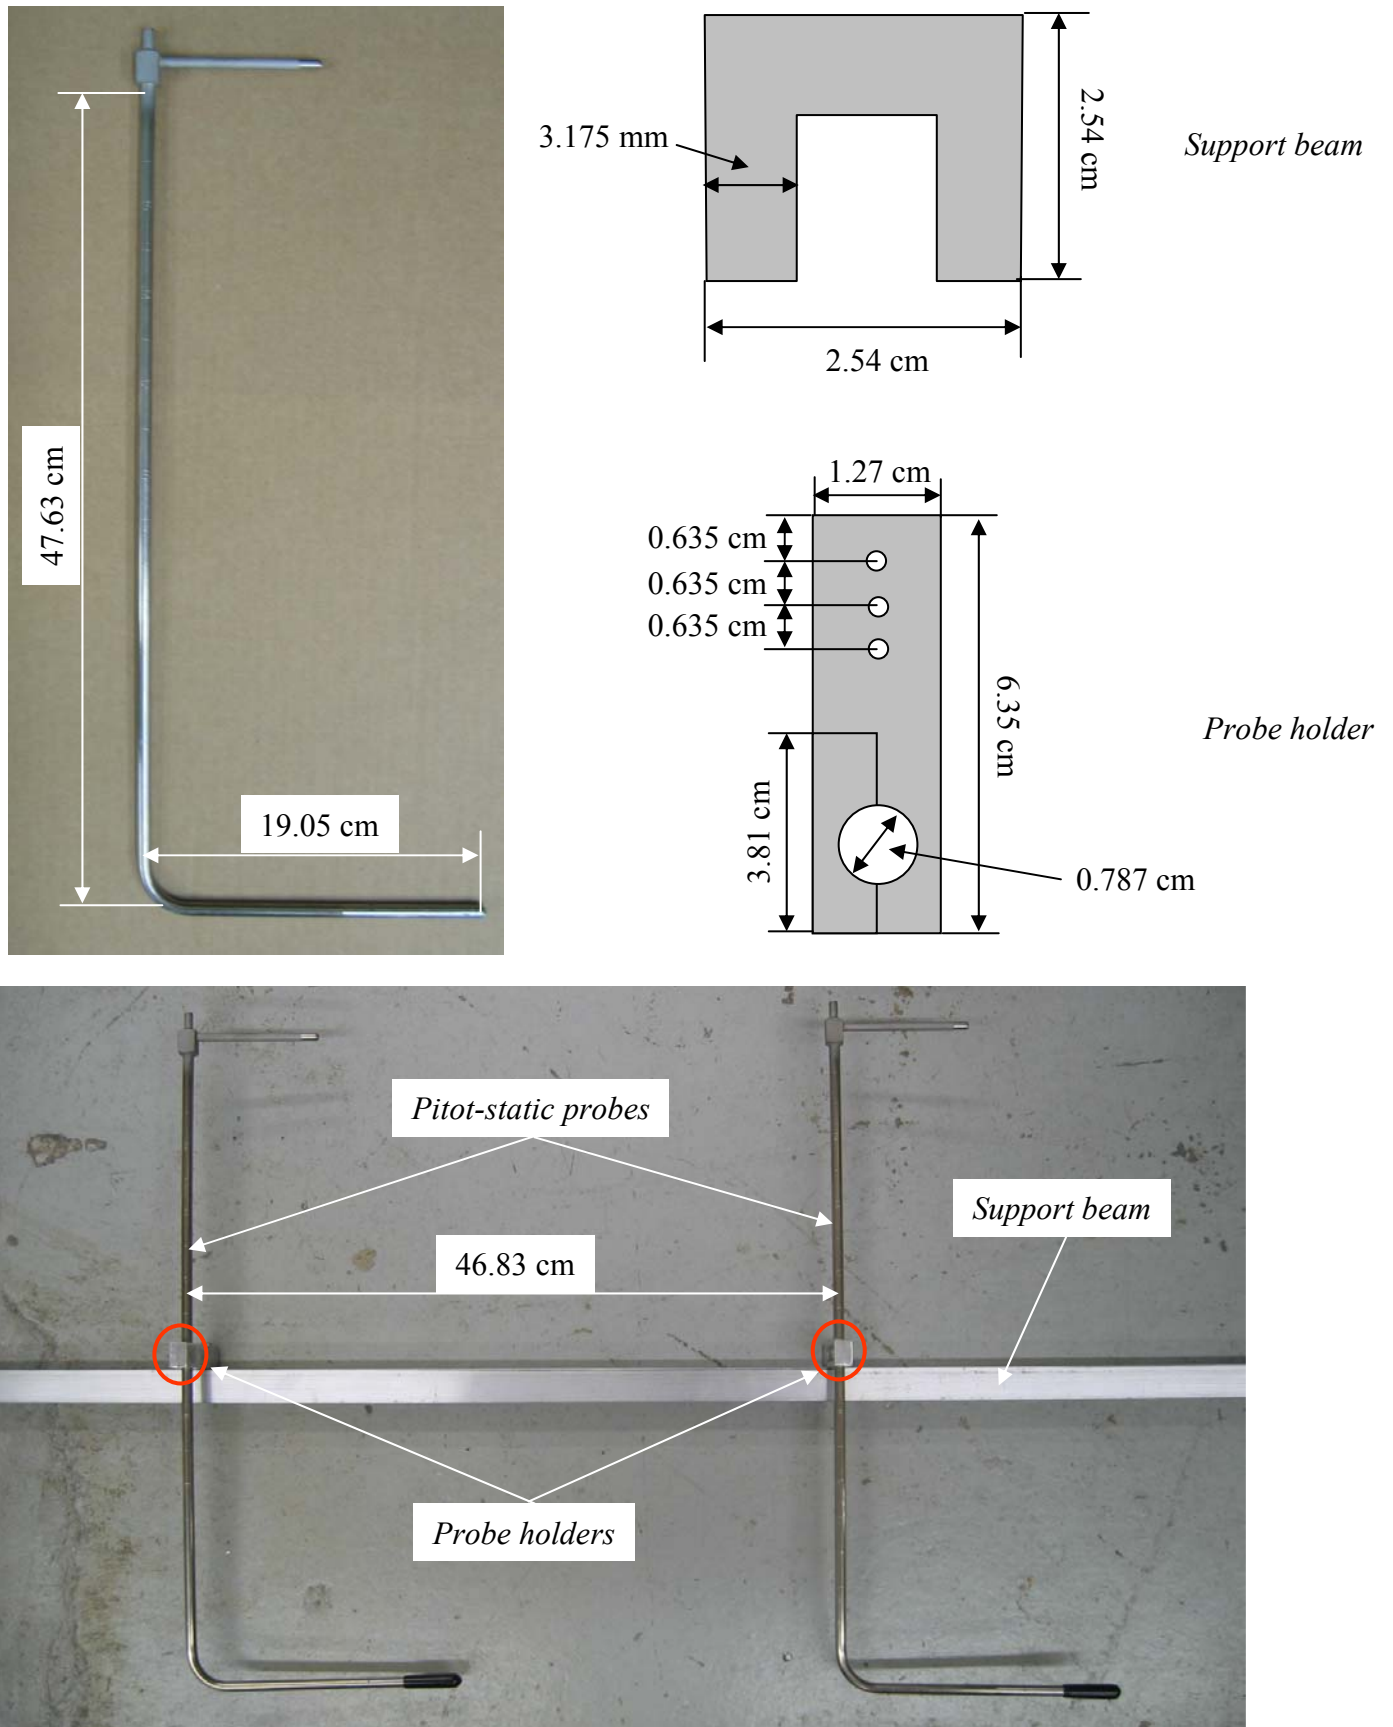 47.63 cm
19.05 cm
3.175 mm
2.54 cm
2.54 cm
Support beam
1.27 cm
0.635 cm
0.635 cm
0.635 cm
3.81 cm
6.35 cm
0.787 cm
Probe holder
Pitot-static probes
46.83 cm
Support beam
Probe holders